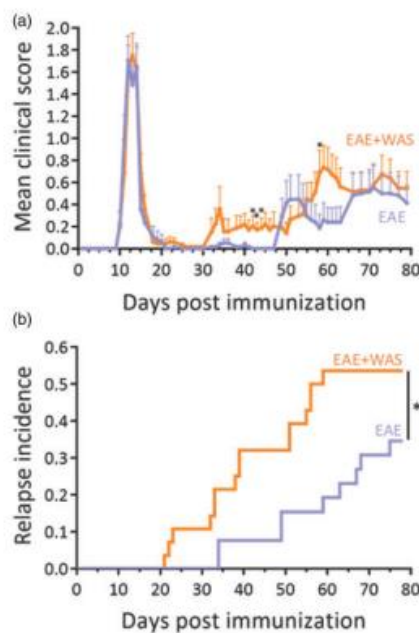 (a)
Mean clinical score
2.0
1.8
1.6
1.4
1.2
1.0
0.8
0.6
0.4
0.2
0.0
EAE+WAS
EAE
0 10 20 30 40 50 60 70 80
Days post immunization
(b)
Relapse incidence
0.6
0.5
0.4
0.3
0.2
0.1
0.0
EAE+WAS
EAE
*
0 10 20 30 40 50 60 70 80
Days post immunization